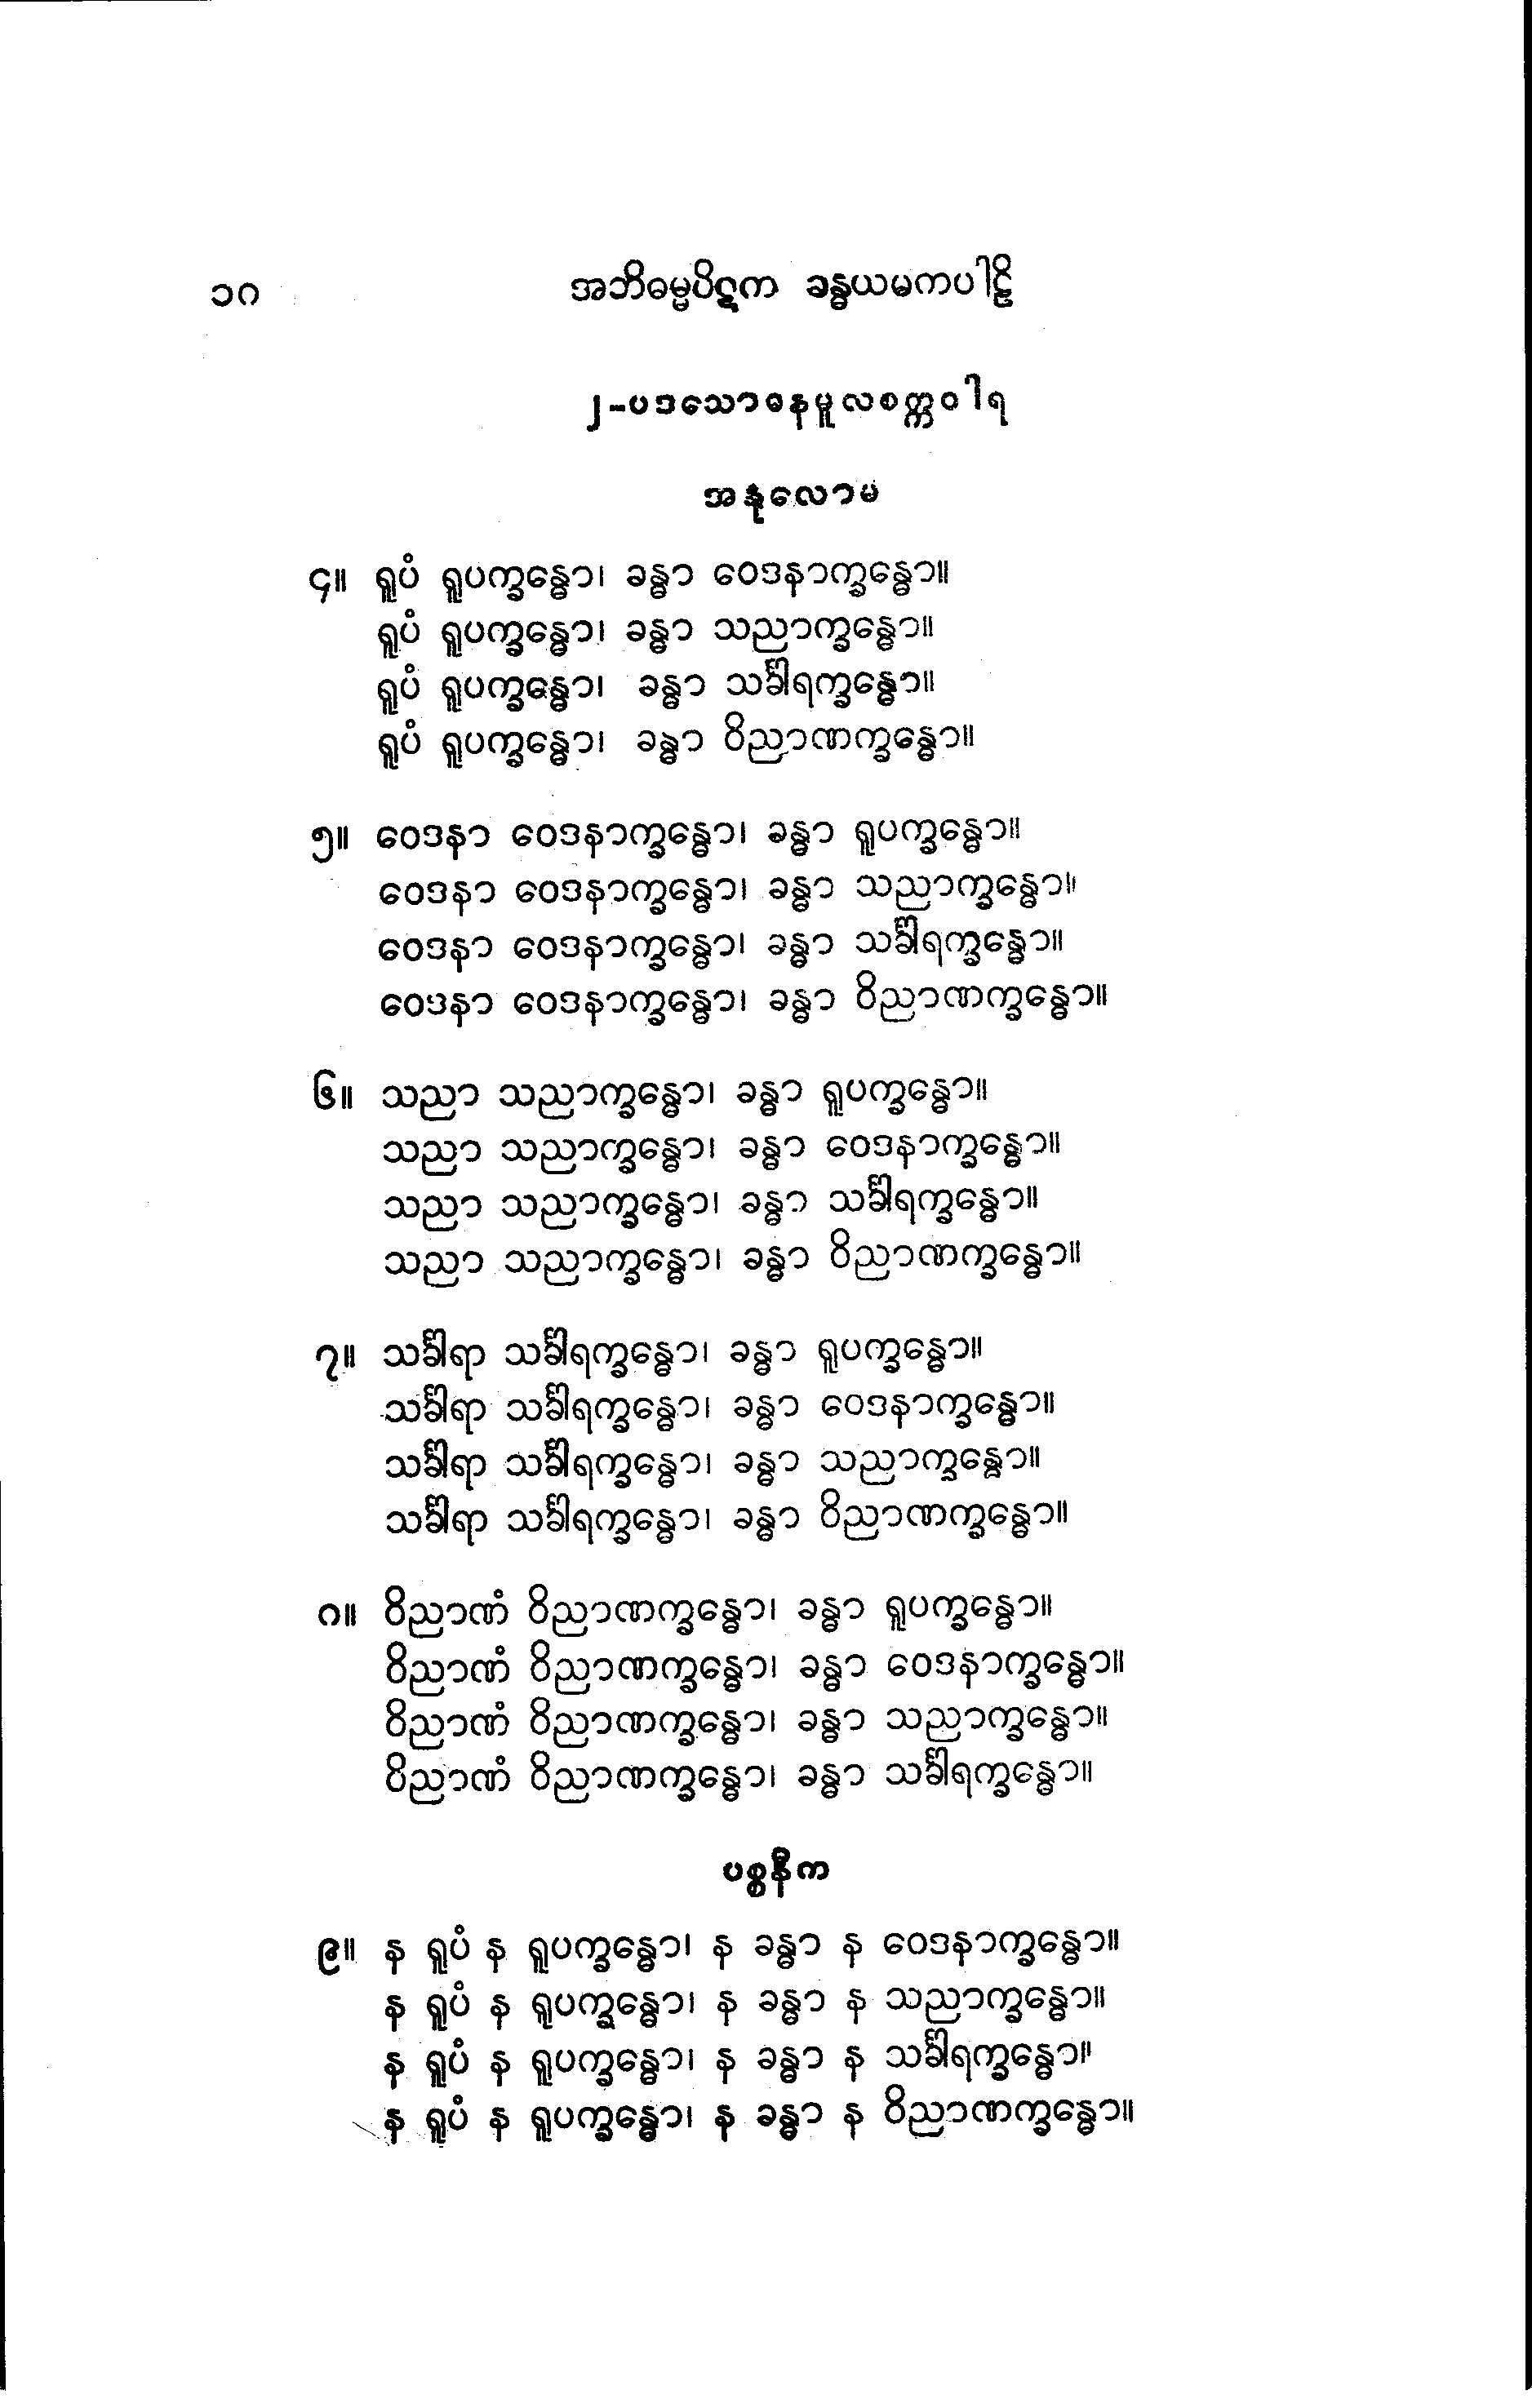 ၁၈ အဘိဓမ္မပိဋက ခန္ဓယမကပါဠိ
၂-ပဒသောဓနမူလစက္ကဝါရ
အနုလောမ
၄။ ရူပံ ရူပက္ခန္ဓော၊ ခန္ဓာ ဝေဒနာက္ခန္ဓော။
ရူပံ ရူပက္ခန္ဓော၊ ခန္ဓာ သညာက္ခန္ဓော။
ရူပံ ရူပက္ခန္ဓော၊ ခန္ဓာ သင်္ခါရက္ခန္ဓော။
ရူပံ ရူပက္ခန္ဓော၊ ခန္ဓာ ဝိညာဏက္ခန္ဓော။
၅။ ဝေဒနာ ဝေဒနာက္ခန္ဓော၊ ခန္ဓာ ရူပက္ခန္ဓော။
ဝေဒနာ ဝေဒနာက္ခန္ဓော၊ ခန္ဓာ သညာက္ခန္ဓော။
ဝေဒနာ ဝေဒနာက္ခန္ဓော၊ ခန္ဓာ သင်္ခါရက္ခန္ဓော။
ဝေဒနာ ဝေဒနာက္ခန္ဓော၊ ခန္ဓာ ဝိညာဏက္ခန္ဓော။
၆။ သညာ သညာက္ခန္ဓော၊ ခန္ဓာ ရူပက္ခန္ဓော။
သညာ သညာက္ခန္ဓော၊ ခန္ဓာ ဝေဒနာက္ခန္ဓော။
သညာ သညာက္ခန္ဓော၊ ခန္ဓာ သင်္ခါရက္ခန္ဓော။
သညာ သညာက္ခန္ဓော၊ ခန္ဓာ ဝိညာဏက္ခန္ဓော။
၇။ သင်္ခါရာ သင်္ခါရက္ခန္ဓော၊ ခန္ဓာ ရူပက္ခန္ဓော။
သင်္ခါရာ သင်္ခါရက္ခန္ဓော၊ ခန္ဓာ ဝေဒနာက္ခန္ဓော။
သင်္ခါရာ သင်္ခါရက္ခန္ဓော၊ ခန္ဓာ သညာက္ခန္ဓော။
သင်္ခါရာ သင်္ခါရက္ခန္ဓော၊ ခန္ဓာ ဝိညာဏက္ခန္ဓော။
၈။ ဝိညာဏံ ဝိညာဏက္ခန္ဓော၊ ခန္ဓာ ရူပက္ခန္ဓော။
ဝိညာဏံ ဝိညာဏက္ခန္ဓော၊ ခန္ဓာ ဝေဒနာက္ခန္ဓော။
ဝိညာဏံ ဝိညာဏက္ခန္ဓော၊ ခန္ဓာ သညာက္ခန္ဓော။
ဝိညာဏံ ဝိညာဏက္ခန္ဓော၊ ခန္ဓာ သင်္ခါရက္ခန္ဓော။
ပစ္စနီက
၉။ န ရူပံ န ရူပက္ခန္ဓော၊ န ခန္ဓာ န ဝေဒနာက္ခန္ဓော။
န ရူပံ န ရူပက္ခန္ဓော၊ န ခန္ဓာ န သညာက္ခန္ဓော။
န ရူပံ န ရူပက္ခန္ဓော၊ န ခန္ဓာ န သင်္ခါရက္ခန္ဓော။
န ရူပံ န ရူပက္ခန္ဓော၊ န ခန္ဓာ န ဝိညာဏက္ခန္ဓော။